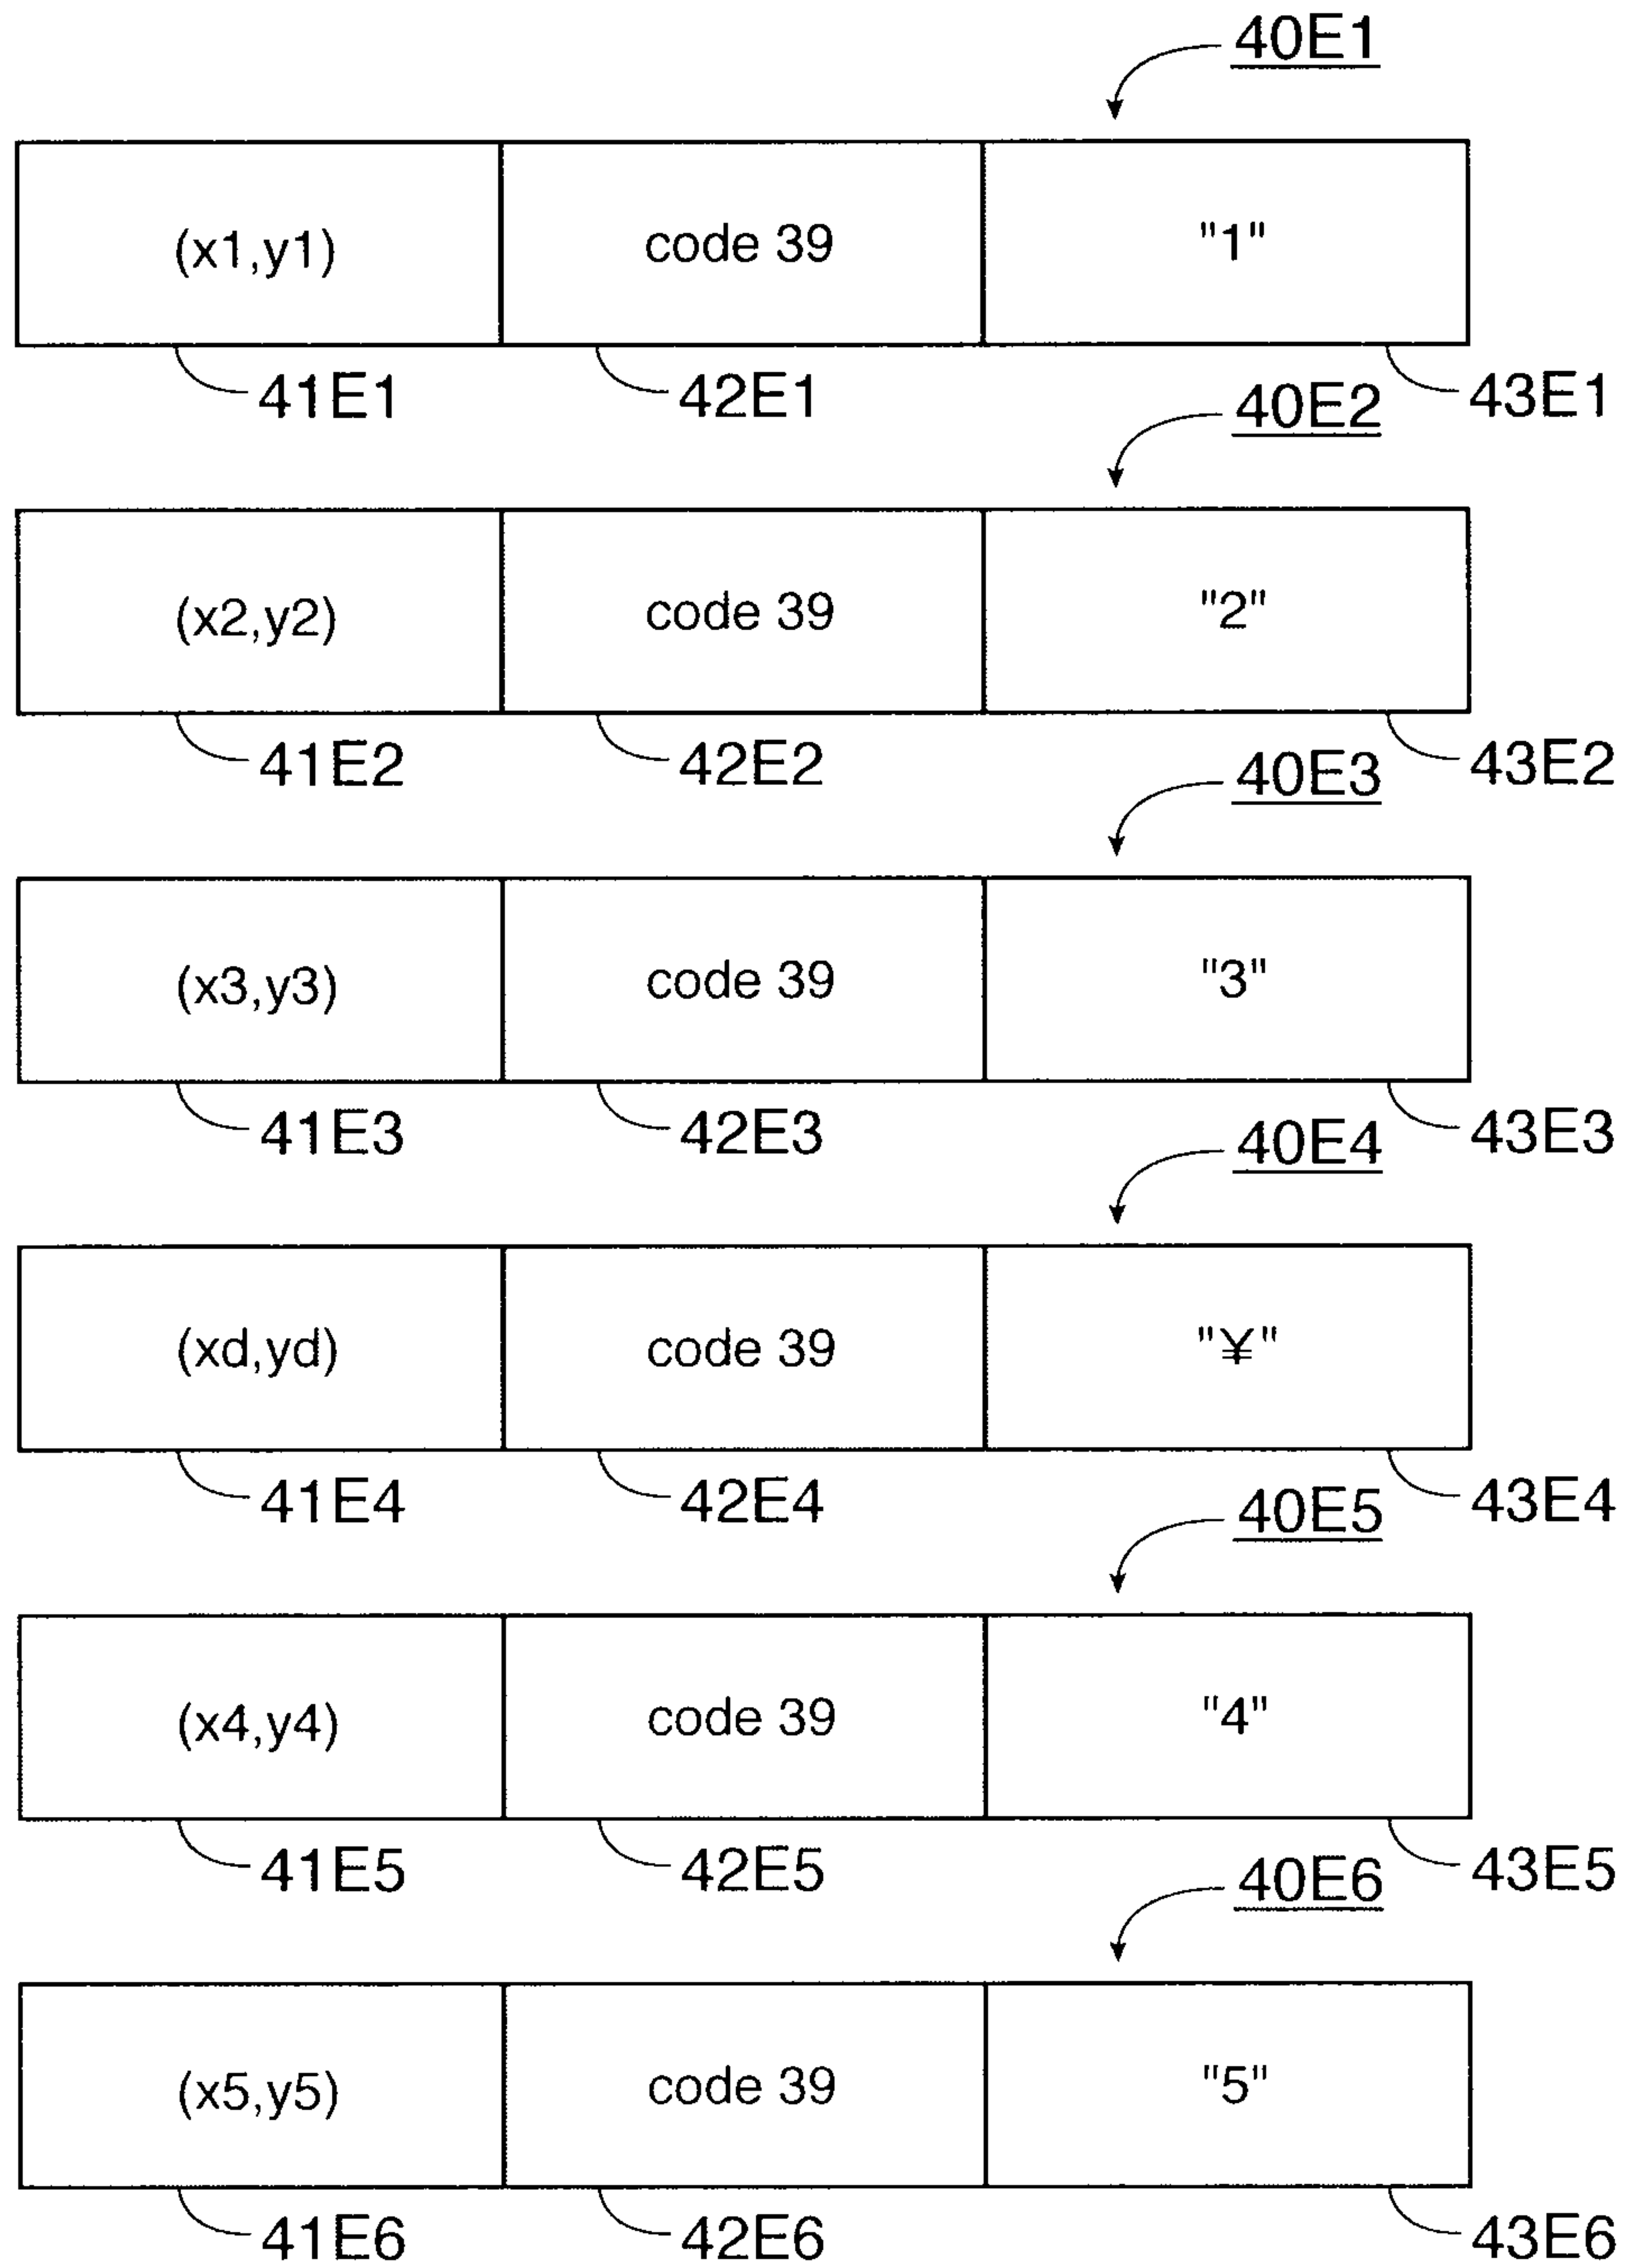 40E1
(x1,y1) code 39 "1"
41E1 42E1 43E1
40E2
(x2,y2) code 39 "2"
41E2 42E2 43E2
40E3
(x3,y3) code 39 "3"
41E3 42E3 43E3
40E4
(xd,yd) code 39 "¥"
41E4 42E4 43E4
40E5
(x4,y4) code 39 "4"
41E5 42E5 43E5
40E6
(x5,y5) code 39 "5"
41E6 42E6 43E6